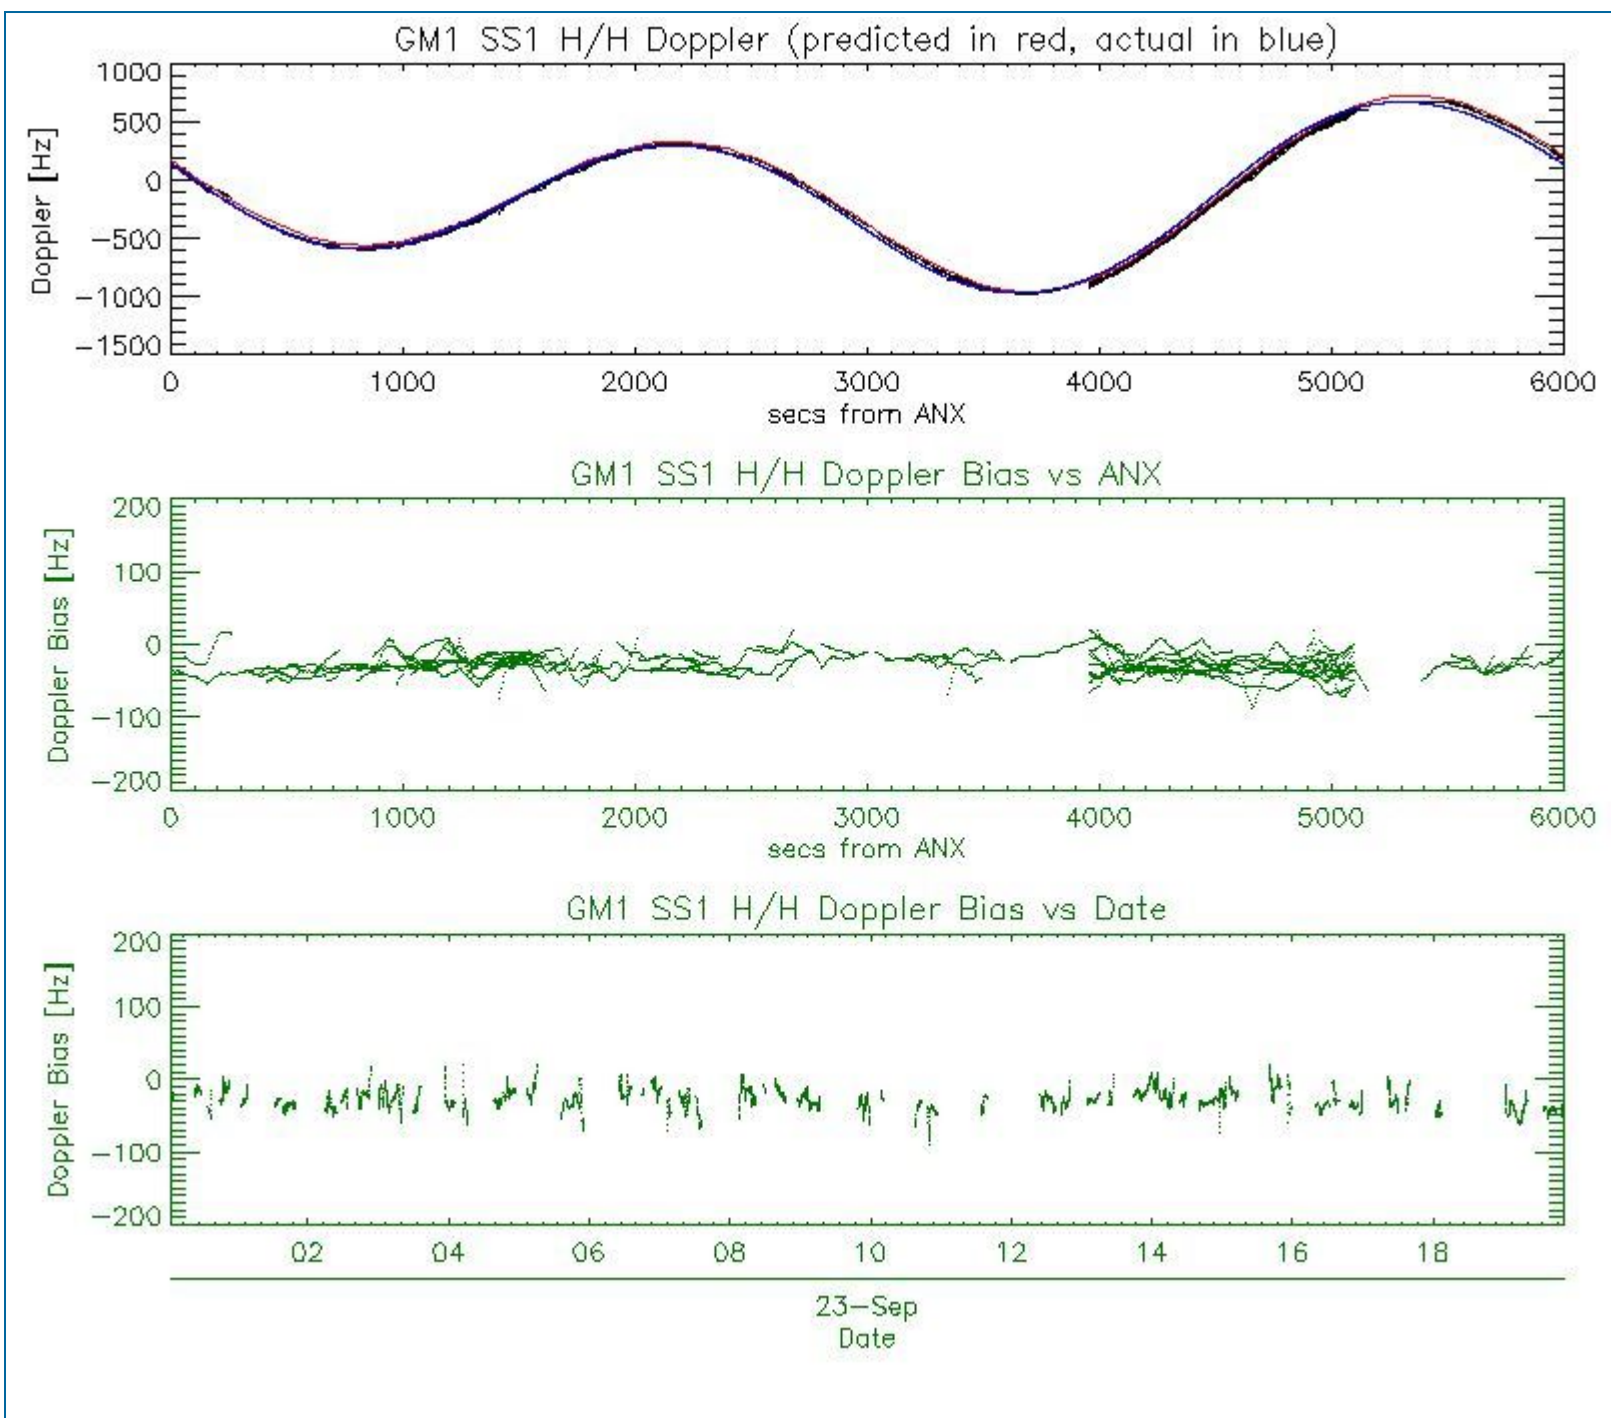 GM1 SS1 H/H Doppler (predicted in red, actual in blue)
1000
500
0
−500
−1000
−1500
Doppler [Hz]
0 1000 2000 3000 4000 5000 6000
secs from ANX
GM1 SS1 H/H Doppler Bias vs ANX
200
100
0
−100
−200
Doppler Bias [Hz]
0 1000 2000 3000 4000 5000 6000
secs from ANX
GM1 SS1 H/H Doppler Bias vs Date
200
100
0
−100
−200
Doppler Bias [Hz]
02 04 06 08 10 12 14 16 18
23−Sep
Date